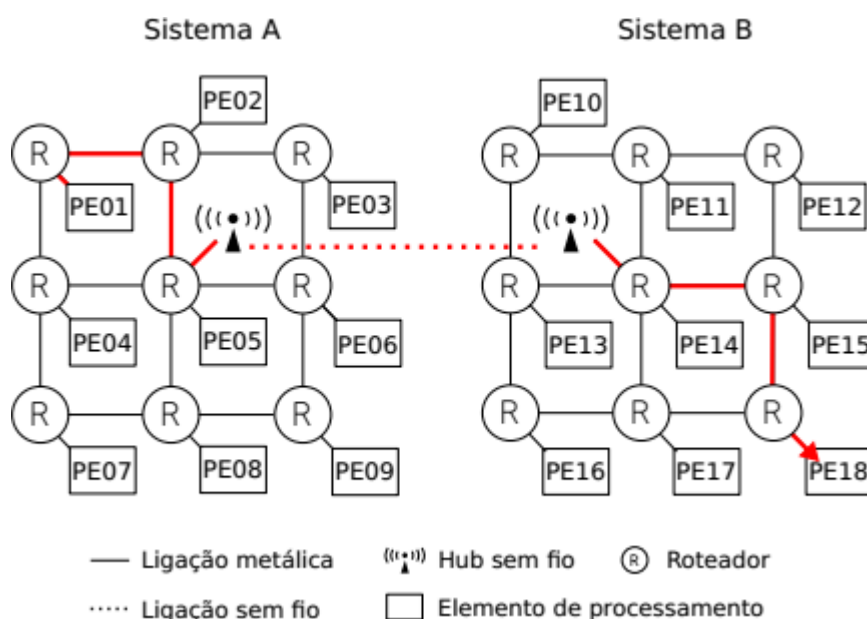 Sistema A
Sistema B
PE02
PE10
R
R
R
R
R
R
PE01
PE03
PE11
PE12
R
R
R
R
R
R
PE04
PE05
PE06
PE13
PE14
PE15
R
R
R
R
R
R
PE07
PE08
PE09
PE16
PE17
PE18
Ligação metálica
Hub sem fio
R
Roteador
Ligação sem fio
Elemento de processamento